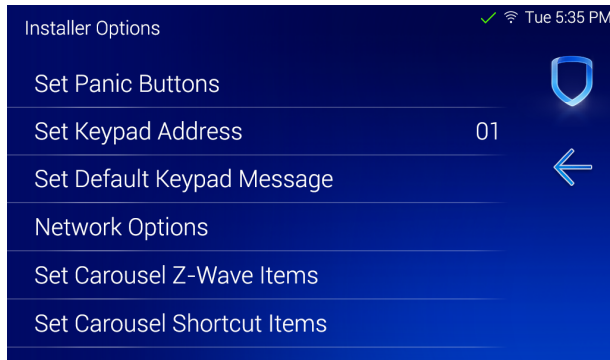 Installer Options
Tue 5:35 PM
Set Panic Buttons
Set Keypad Address 01
Set Default Keypad Message
Network Options
Set Carousel Z-Wave Items
Set Carousel Shortcut Items